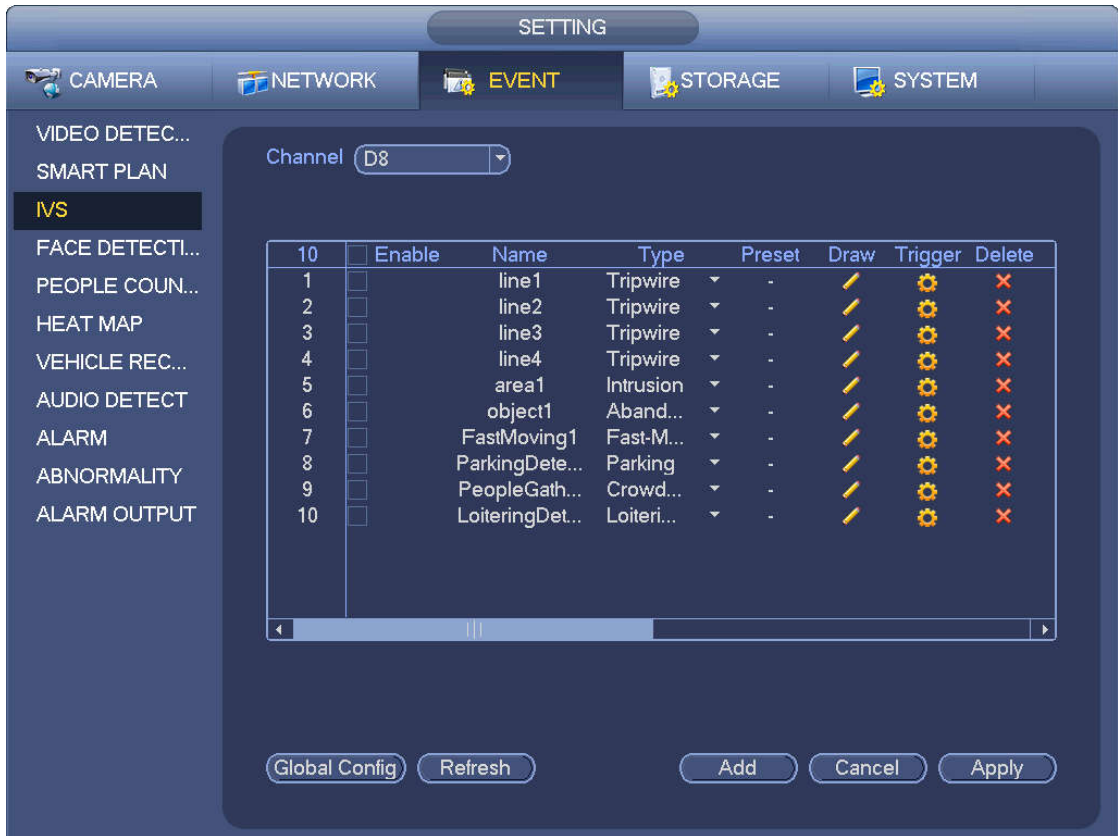 SETTING
CAMERA NETWORK EVENT STORAGE SYSTEM
VIDEO DETEC...
SMART PLAN
IVS
FACE DETECTI...
PEOPLE COUN...
HEAT MAP
VEHICLE REC...
AUDIO DETECT
ALARM
ABNORMALITY
ALARM OUTPUT
Channel D8
10 Enable Name Type Preset Draw Trigger Delete
1 line1 Tripwire -
2 line2 Tripwire -
3 line3 Tripwire -
4 line4 Tripwire -
5 area1 Intrusion -
6 object1 Aband... -
7 FastMoving1 Fast-M... -
8 ParkingDete... Parking -
9 PeopleGath... Crowd... -
10 LoiteringDet... Loiteri... -
Global Config Refresh Add Cancel Apply